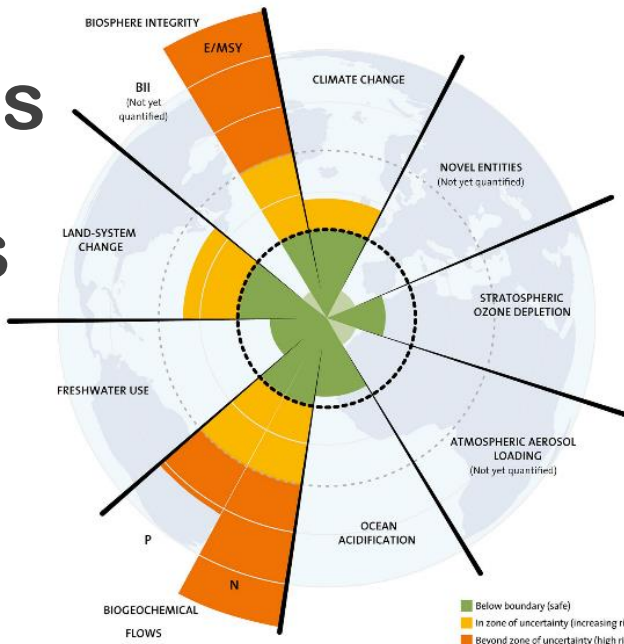 s
s
BIOSPHERE INTEGRITY
E/MSY
BII
(Not yet
quantified)
CLIMATE CHANGE
NOVEL ENTITIES
(Not yet quantified)
LAND-SYSTEM
CHANGE
STRATOSPHERIC
OZONE DEPLETION
FRESHWATER USE
ATMOSPHERIC AEROSOL
LOADING
(Not yet quantified)
OCEAN
ACIDIFICATION
P
N
BIOGEOCHEMICAL
FLOWS
Below boundary (safe)
In zone of uncertainty (increasing ri
Beyond zone of uncertainty (high ri